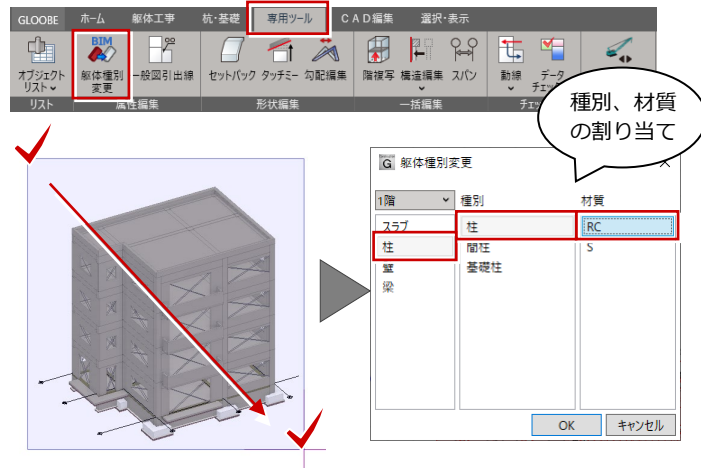 GLOOBE ホーム 躯体工事 杭・基礎 専用ツール CAD編集 選択・表示
BIM
オブジェクト
リスト
躯体種別
変更
一般図引出線
セットバック タッチミー 勾配編集
階複写 構造編集 スパン
動線
データ
リスト 属性編集 形状編集 一括編集
種別、材質
の割り当て
G 躯体種別変更
1階 種別 材質
スラブ 柱 RC
柱 間柱 S
壁 基礎柱
梁
OK キャンセル